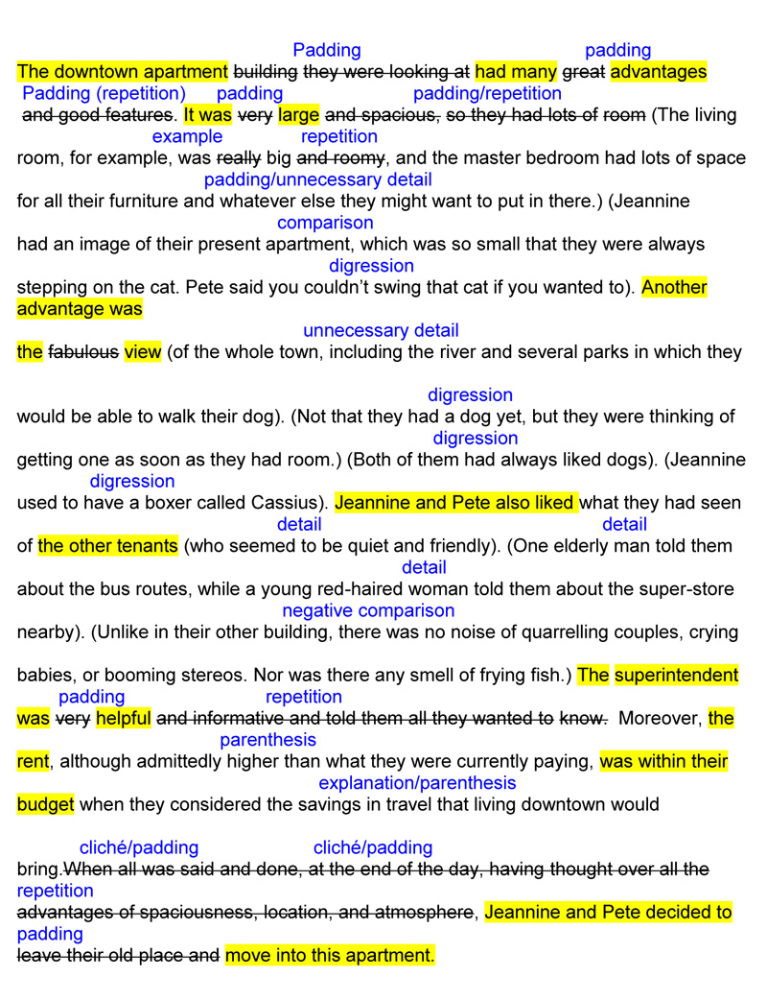 Padding padding
The downtown apartment building they were looking at had many great advantages
Padding (repetition) padding padding/repetition
and good features. It was very large and spacious, so they had lots of room (The living
example repetition
room, for example, was really big and roomy, and the master bedroom had lots of space
padding/unnecessary detail
for all their furniture and whatever else they might want to put in there.) (Jeannine
comparison
had an image of their present apartment, which was so small that they were always
digression
stepping on the cat. Pete said you couldn’t swing that cat if you wanted to). Another
advantage was
unnecessary detail
the fabulous view (of the whole town, including the river and several parks in which they
digression
would be able to walk their dog). (Not that they had a dog yet, but they were thinking of
digression
getting one as soon as they had room.) (Both of them had always liked dogs). (Jeannine
digression
used to have a boxer called Cassius). Jeannine and Pete also liked what they had seen
detail detail
of the other tenants (who seemed to be quiet and friendly). (One elderly man told them
detail
about the bus routes, while a young red-haired woman told them about the super-store
negative comparison
nearby). (Unlike in their other building, there was no noise of quarrelling couples, crying
babies, or booming stereos. Nor was there any smell of frying fish.) The superintendent
padding repetition
was very helpful and informative and told them all they wanted to know. Moreover, the
parenthesis
rent, although admittedly higher than what they were currently paying, was within their
explanation/parenthesis
budget when they considered the savings in travel that living downtown would
cliché/padding cliché/padding
bring.When all was said and done, at the end of the day, having thought over all the
repetition
advantages of spaciousness, location, and atmosphere, Jeannine and Pete decided to
padding
leave their old place and move into this apartment.